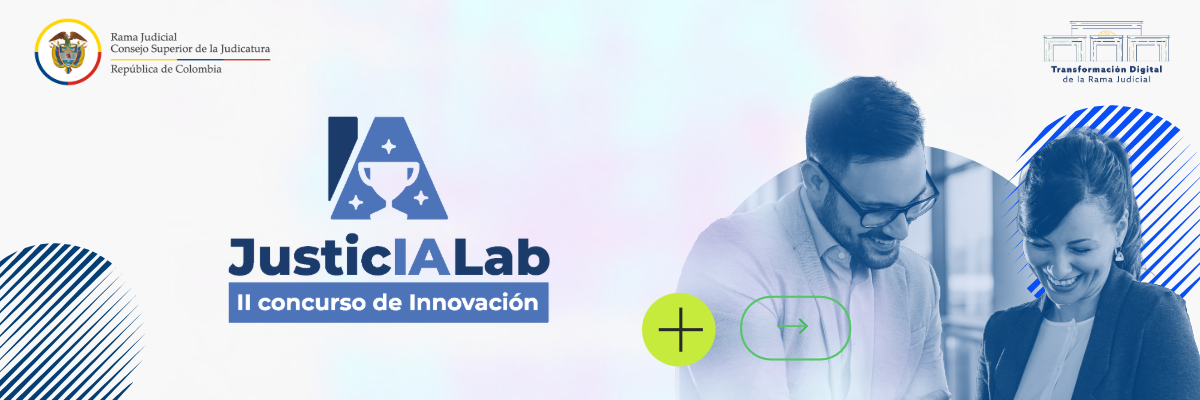 Rama Judicial
Consejo Superior de la Judicatura
República de Colombia
Transformación Digital
de la Rama Judicial
IA
JusticIALab
II concurso de Innovación